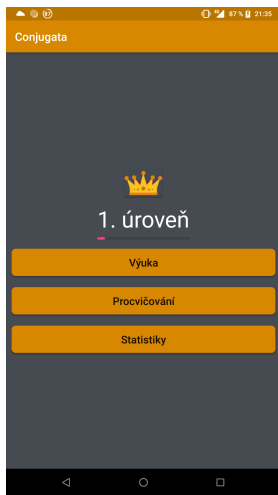 87 % 21:35
Conjugata
1. úroveň
Výuka
Procvičování
Statistiky